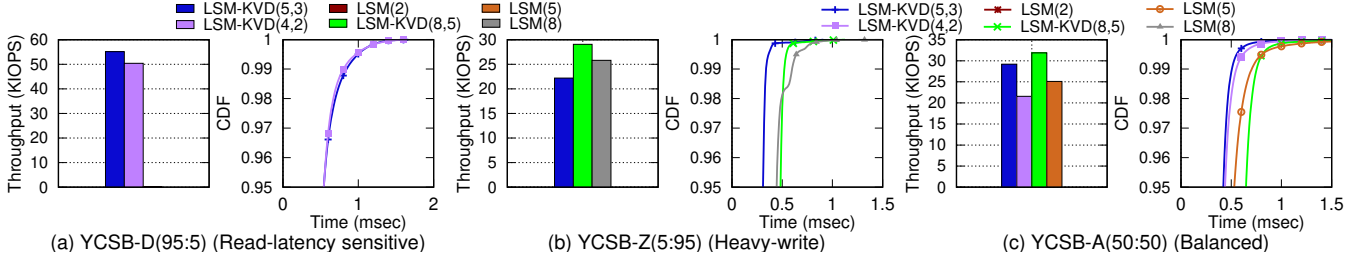 LSM-KVD(5,3) LSM(2) LSM(5)
LSM-KVD(4,2) LSM-KVD(8,5) LSM(8)
LSM-KVD(5,3) LSM(2) LSM(5)
LSM-KVD(4,2) LSM-KVD(8,5) LSM(8)
Throughput (KIOPS)
60
50
40
30
20
10
0
CDF
1
0.99
0.98
0.97
0.96
0.95
0 1 2
Time (msec)
(a) YCSB-D(95:5) (Read-latency sensitive)
Throughput (KIOPS)
30
25
20
15
10
5
0
CDF
1
0.99
0.98
0.97
0.96
0.95
0 0.5 1 1.5
Time (msec)
(b) YCSB-Z(5:95) (Heavy-write)
Throughput (KIOPS)
35
30
25
20
15
10
5
0
CDF
1
0.99
0.98
0.97
0.96
0.95
0 0.5 1 1.5
Time (msec)
(c) YCSB-A(50:50) (Balanced)